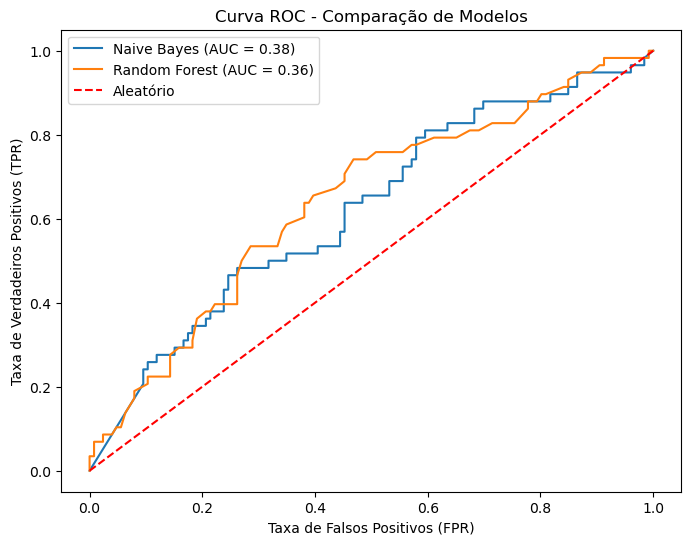 Curva ROC - Comparação de Modelos
Naive Bayes (AUC = 0.38)
Random Forest (AUC = 0.36)
Aleatório
Taxa de Verdadeiros Positivos (TPR)
1.0
0.8
0.6
0.4
0.2
0.0
0.0 0.2 0.4 0.6 0.8 1.0
Taxa de Falsos Positivos (FPR)